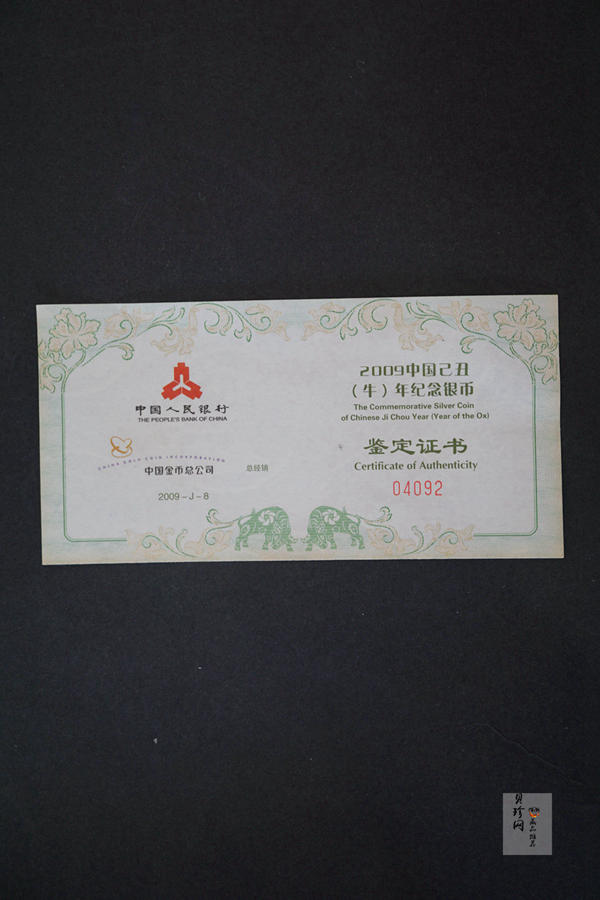 中国人民银行
THE PEOPLE'S BANK OF CHINA
CHINA GOLD COIN INCORPORATION
中国金币总公司
总经销
2009-J-8
2009中国己丑
（牛）年纪念银币
The Commemorative Silver Coin
of Chinese Ji Chou Year (Year of the Ox)
鉴定证书
Certificate of Authenticity
04092